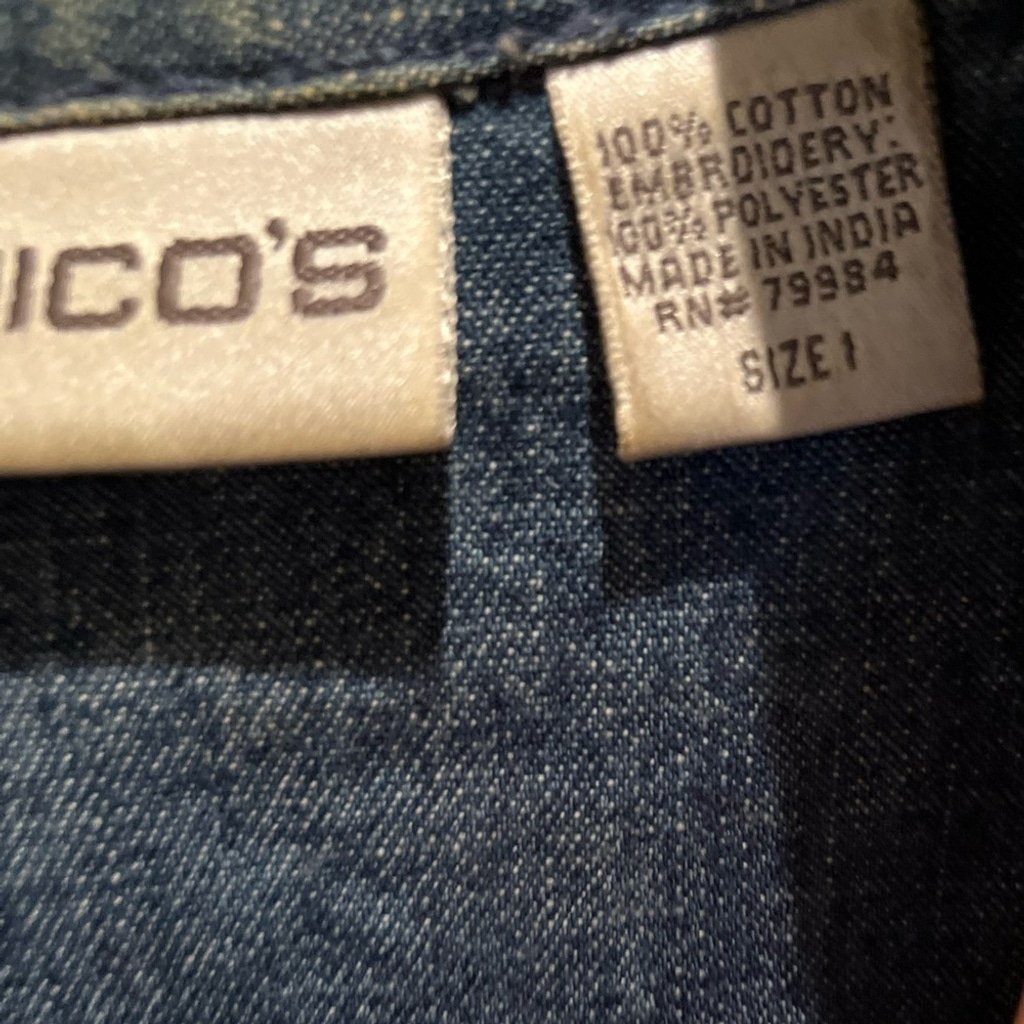 ICO'S
100% COTTON
EMBROIDERY:
100% POLYESTER
MADE IN INDIA
RN# 79984
SIZE 1